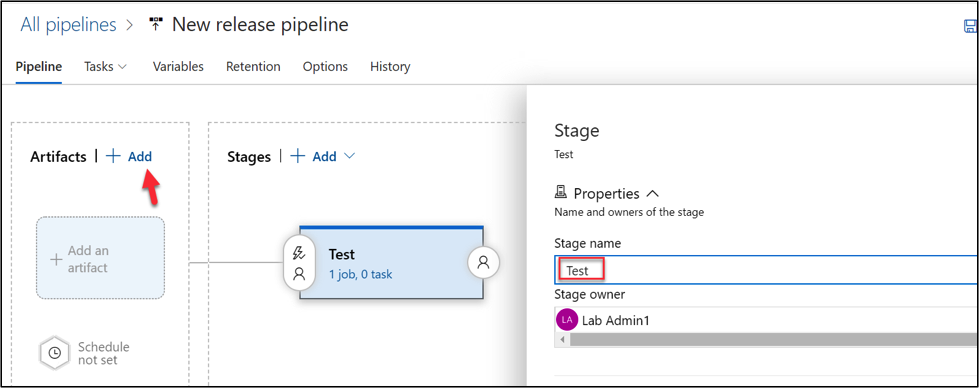 All pipelines > New release pipeline
Pipeline Tasks Variables Retention Options History
Artifacts | + Add
Stages | + Add
+ Add an
artifact
Schedule
not set
Test
1 job, 0 task
Stage
Test
Properties
Name and owners of the stage
Stage name
Test
Stage owner
LA Lab Admin1